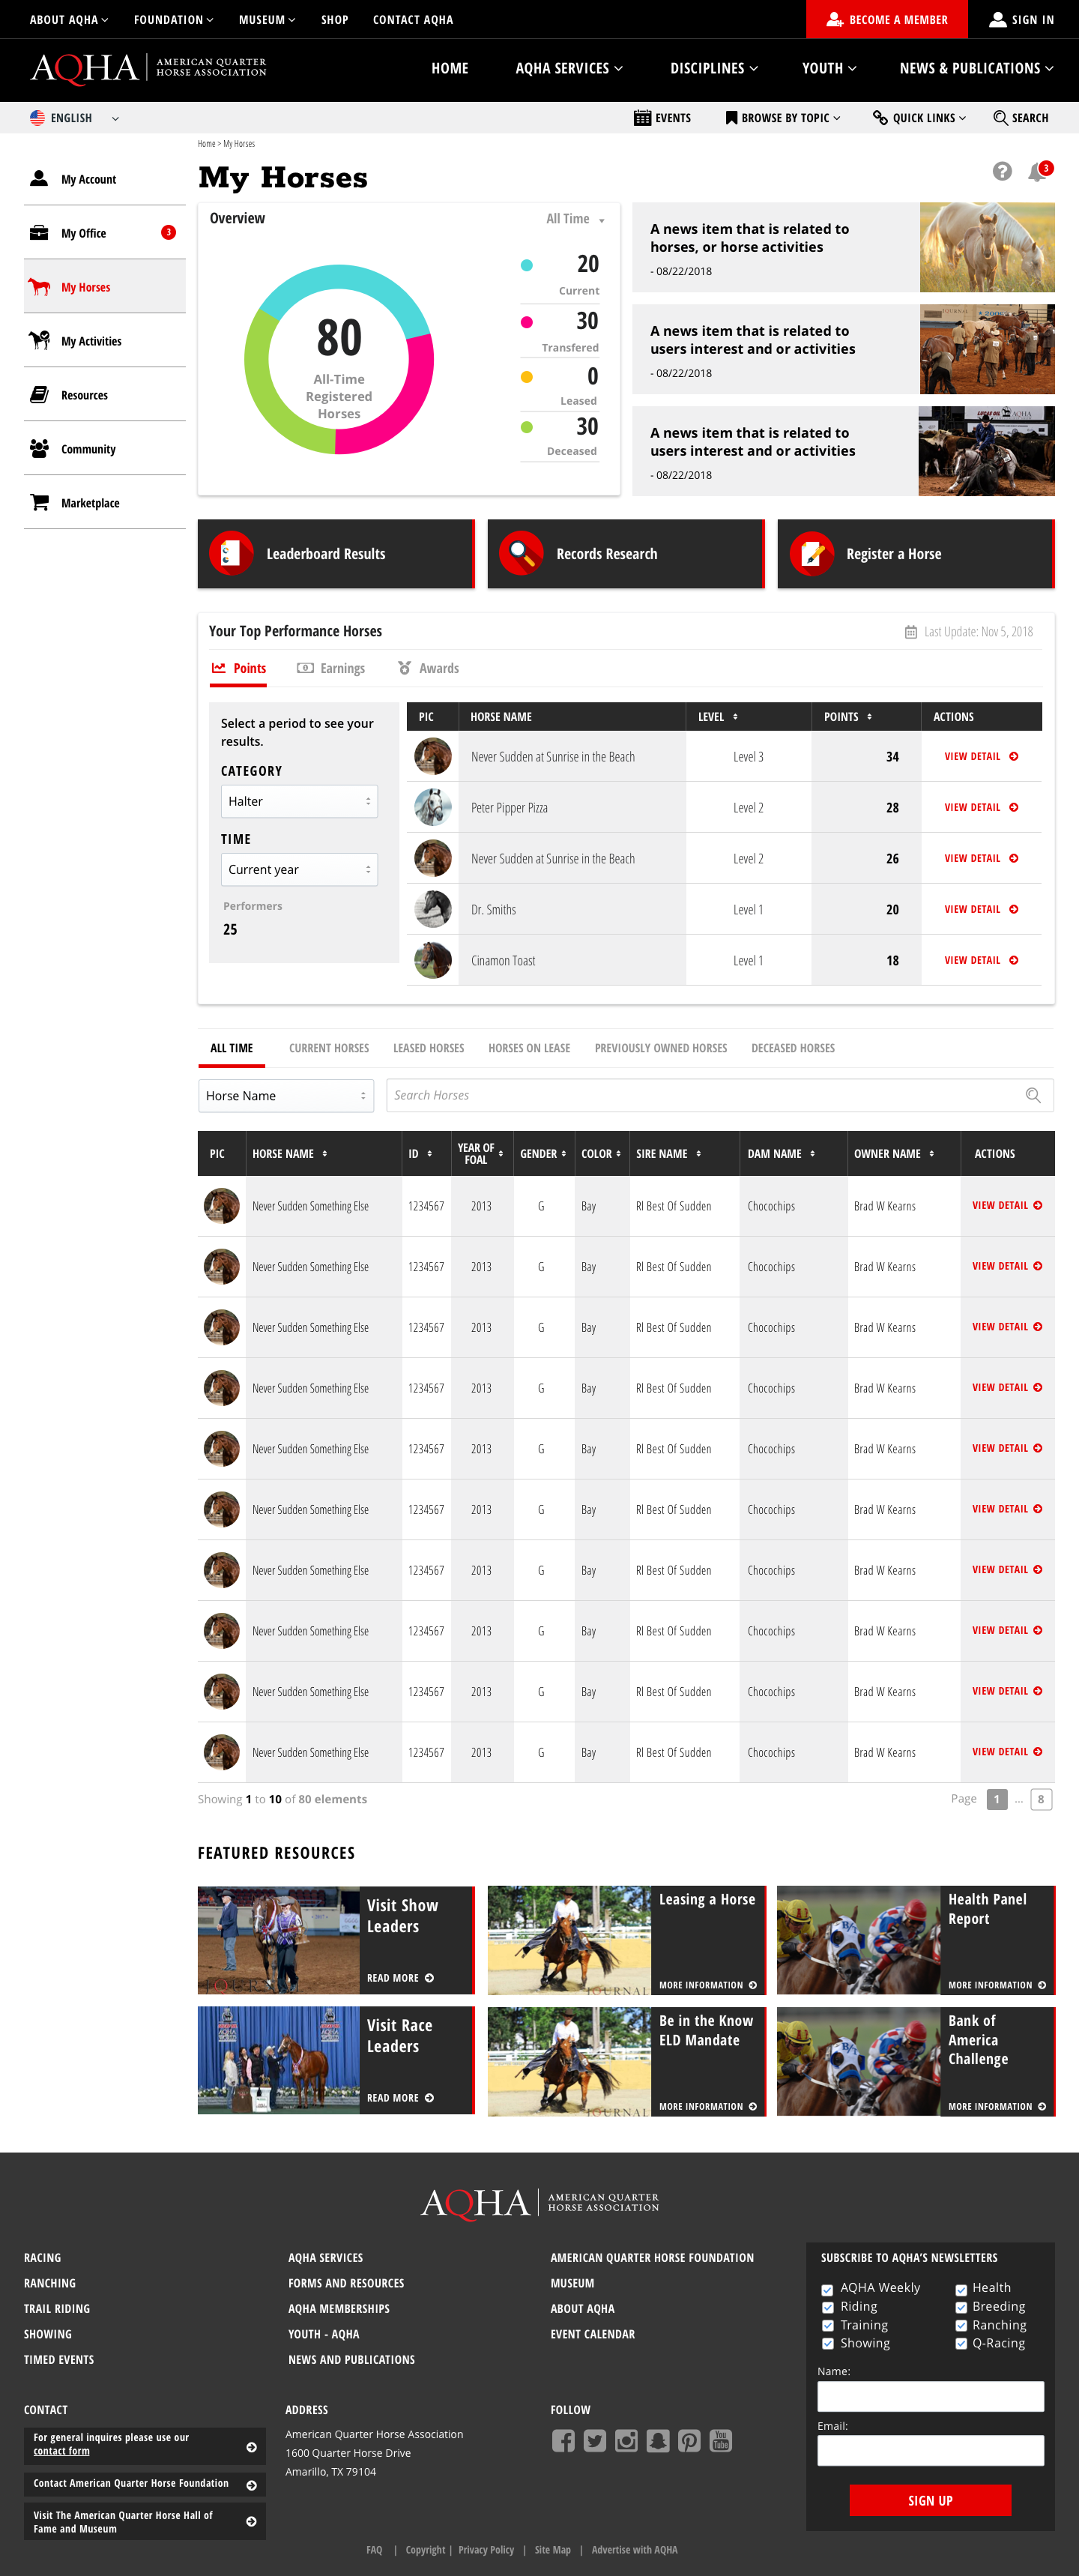 ABOUT AQHA FOUNDATION MUSEUM SHOP CONTACT AQHA BECOME A MEMBER SIGN IN
AQHA AMERICAN QUARTER HORSE ASSOCIATION
HOME AQHA SERVICES DISCIPLINES YOUTH NEWS & PUBLICATIONS
ENGLISH EVENTS BROWSE BY TOPIC QUICK LINKS SEARCH
Home > My Horses
My Horses
3
My Account
My Office 3
My Horses
My Activities
Resources
Community
Marketplace
Overview All Time
80
All-Time
Registered
Horses
20
Current
30
Transfered
0
Leased
30
Deceased
A news item that is related to
horses, or horse activities
- 08/22/2018
A news item that is related to
users interest and or activities
- 08/22/2018
A news item that is related to
users interest and or activities
- 08/22/2018
Leaderboard Results
Records Research
Register a Horse
Your Top Performance Horses Last Update: Nov 5, 2018
Points Earnings Awards
Select a period to see your
results.
CATEGORY
Halter
TIME
Current year
Performers
25
PIC HORSE NAME LEVEL POINTS ACTIONS
Never Sudden at Sunrise in the Beach Level 3 34 VIEW DETAIL
Peter Pipper Pizza Level 2 28 VIEW DETAIL
Never Sudden at Sunrise in the Beach Level 2 26 VIEW DETAIL
Dr. Smiths Level 1 20 VIEW DETAIL
Cinamon Toast Level 1 18 VIEW DETAIL
ALL TIME CURRENT HORSES LEASED HORSES HORSES ON LEASE PREVIOUSLY OWNED HORSES DECEASED HORSES
Horse Name Search Horses
PIC HORSE NAME ID YEAR OF FOAL GENDER COLOR SIRE NAME DAM NAME OWNER NAME ACTIONS
Never Sudden Something Else 1234567 2013 G Bay RI Best Of Sudden Chocochips Brad W Kearns VIEW DETAIL
Never Sudden Something Else 1234567 2013 G Bay RI Best Of Sudden Chocochips Brad W Kearns VIEW DETAIL
Never Sudden Something Else 1234567 2013 G Bay RI Best Of Sudden Chocochips Brad W Kearns VIEW DETAIL
Never Sudden Something Else 1234567 2013 G Bay RI Best Of Sudden Chocochips Brad W Kearns VIEW DETAIL
Never Sudden Something Else 1234567 2013 G Bay RI Best Of Sudden Chocochips Brad W Kearns VIEW DETAIL
Never Sudden Something Else 1234567 2013 G Bay RI Best Of Sudden Chocochips Brad W Kearns VIEW DETAIL
Never Sudden Something Else 1234567 2013 G Bay RI Best Of Sudden Chocochips Brad W Kearns VIEW DETAIL
Never Sudden Something Else 1234567 2013 G Bay RI Best Of Sudden Chocochips Brad W Kearns VIEW DETAIL
Never Sudden Something Else 1234567 2013 G Bay RI Best Of Sudden Chocochips Brad W Kearns VIEW DETAIL
Never Sudden Something Else 1234567 2013 G Bay RI Best Of Sudden Chocochips Brad W Kearns VIEW DETAIL
Showing 1 to 10 of 80 elements Page 1 ... 8
FEATURED RESOURCES
Visit Show
Leaders
READ MORE
Leasing a Horse
MORE INFORMATION
Health Panel
Report
MORE INFORMATION
Visit Race
Leaders
READ MORE
Be in the Know
ELD Mandate
MORE INFORMATION
Bank of
America
Challenge
MORE INFORMATION
AQHA AMERICAN QUARTER HORSE ASSOCIATION
RACING
RANCHING
TRAIL RIDING
SHOWING
TIMED EVENTS
AQHA SERVICES
FORMS AND RESOURCES
AQHA MEMBERSHIPS
YOUTH - AQHA
NEWS AND PUBLICATIONS
AMERICAN QUARTER HORSE FOUNDATION
MUSEUM
ABOUT AQHA
EVENT CALENDAR
SUBSCRIBE TO AQHA'S NEWSLETTERS
AQHA Weekly Health
Riding Breeding
Training Ranching
Showing Q-Racing
Name:
Email:
SIGN UP
CONTACT
For general inquires please use our
contact form
Contact American Quarter Horse Foundation
Visit The American Quarter Horse Hall of
Fame and Museum
ADDRESS
American Quarter Horse Association
1600 Quarter Horse Drive
Amarillo, TX 79104
FOLLOW
You Tube
FAQ | Copyright | Privacy Policy | Site Map | Advertise with AQHA